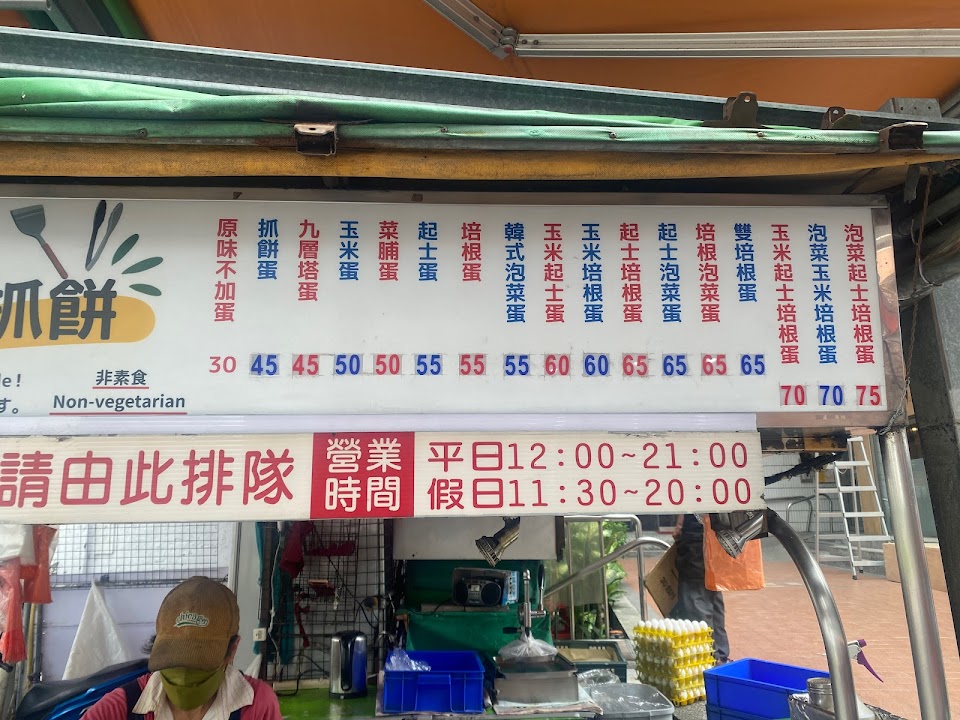 抓餅
le!
す。
非素食
Non-vegetarian
原味不加蛋 30
抓餅蛋 45
九層塔蛋 45
玉米蛋 50
菜脯蛋 50
起士蛋 55
培根蛋 55
韓式泡菜蛋 55
玉米起士蛋 60
玉米培根蛋 60
起士培根蛋 65
起士泡菜蛋 65
培根泡菜蛋 65
雙培根蛋 65
玉米起士培根蛋 70
泡菜玉米培根蛋 70
泡菜起士培根蛋 75
請由此排隊
營業時間
平日12:00~21:00
假日11:30~20:00